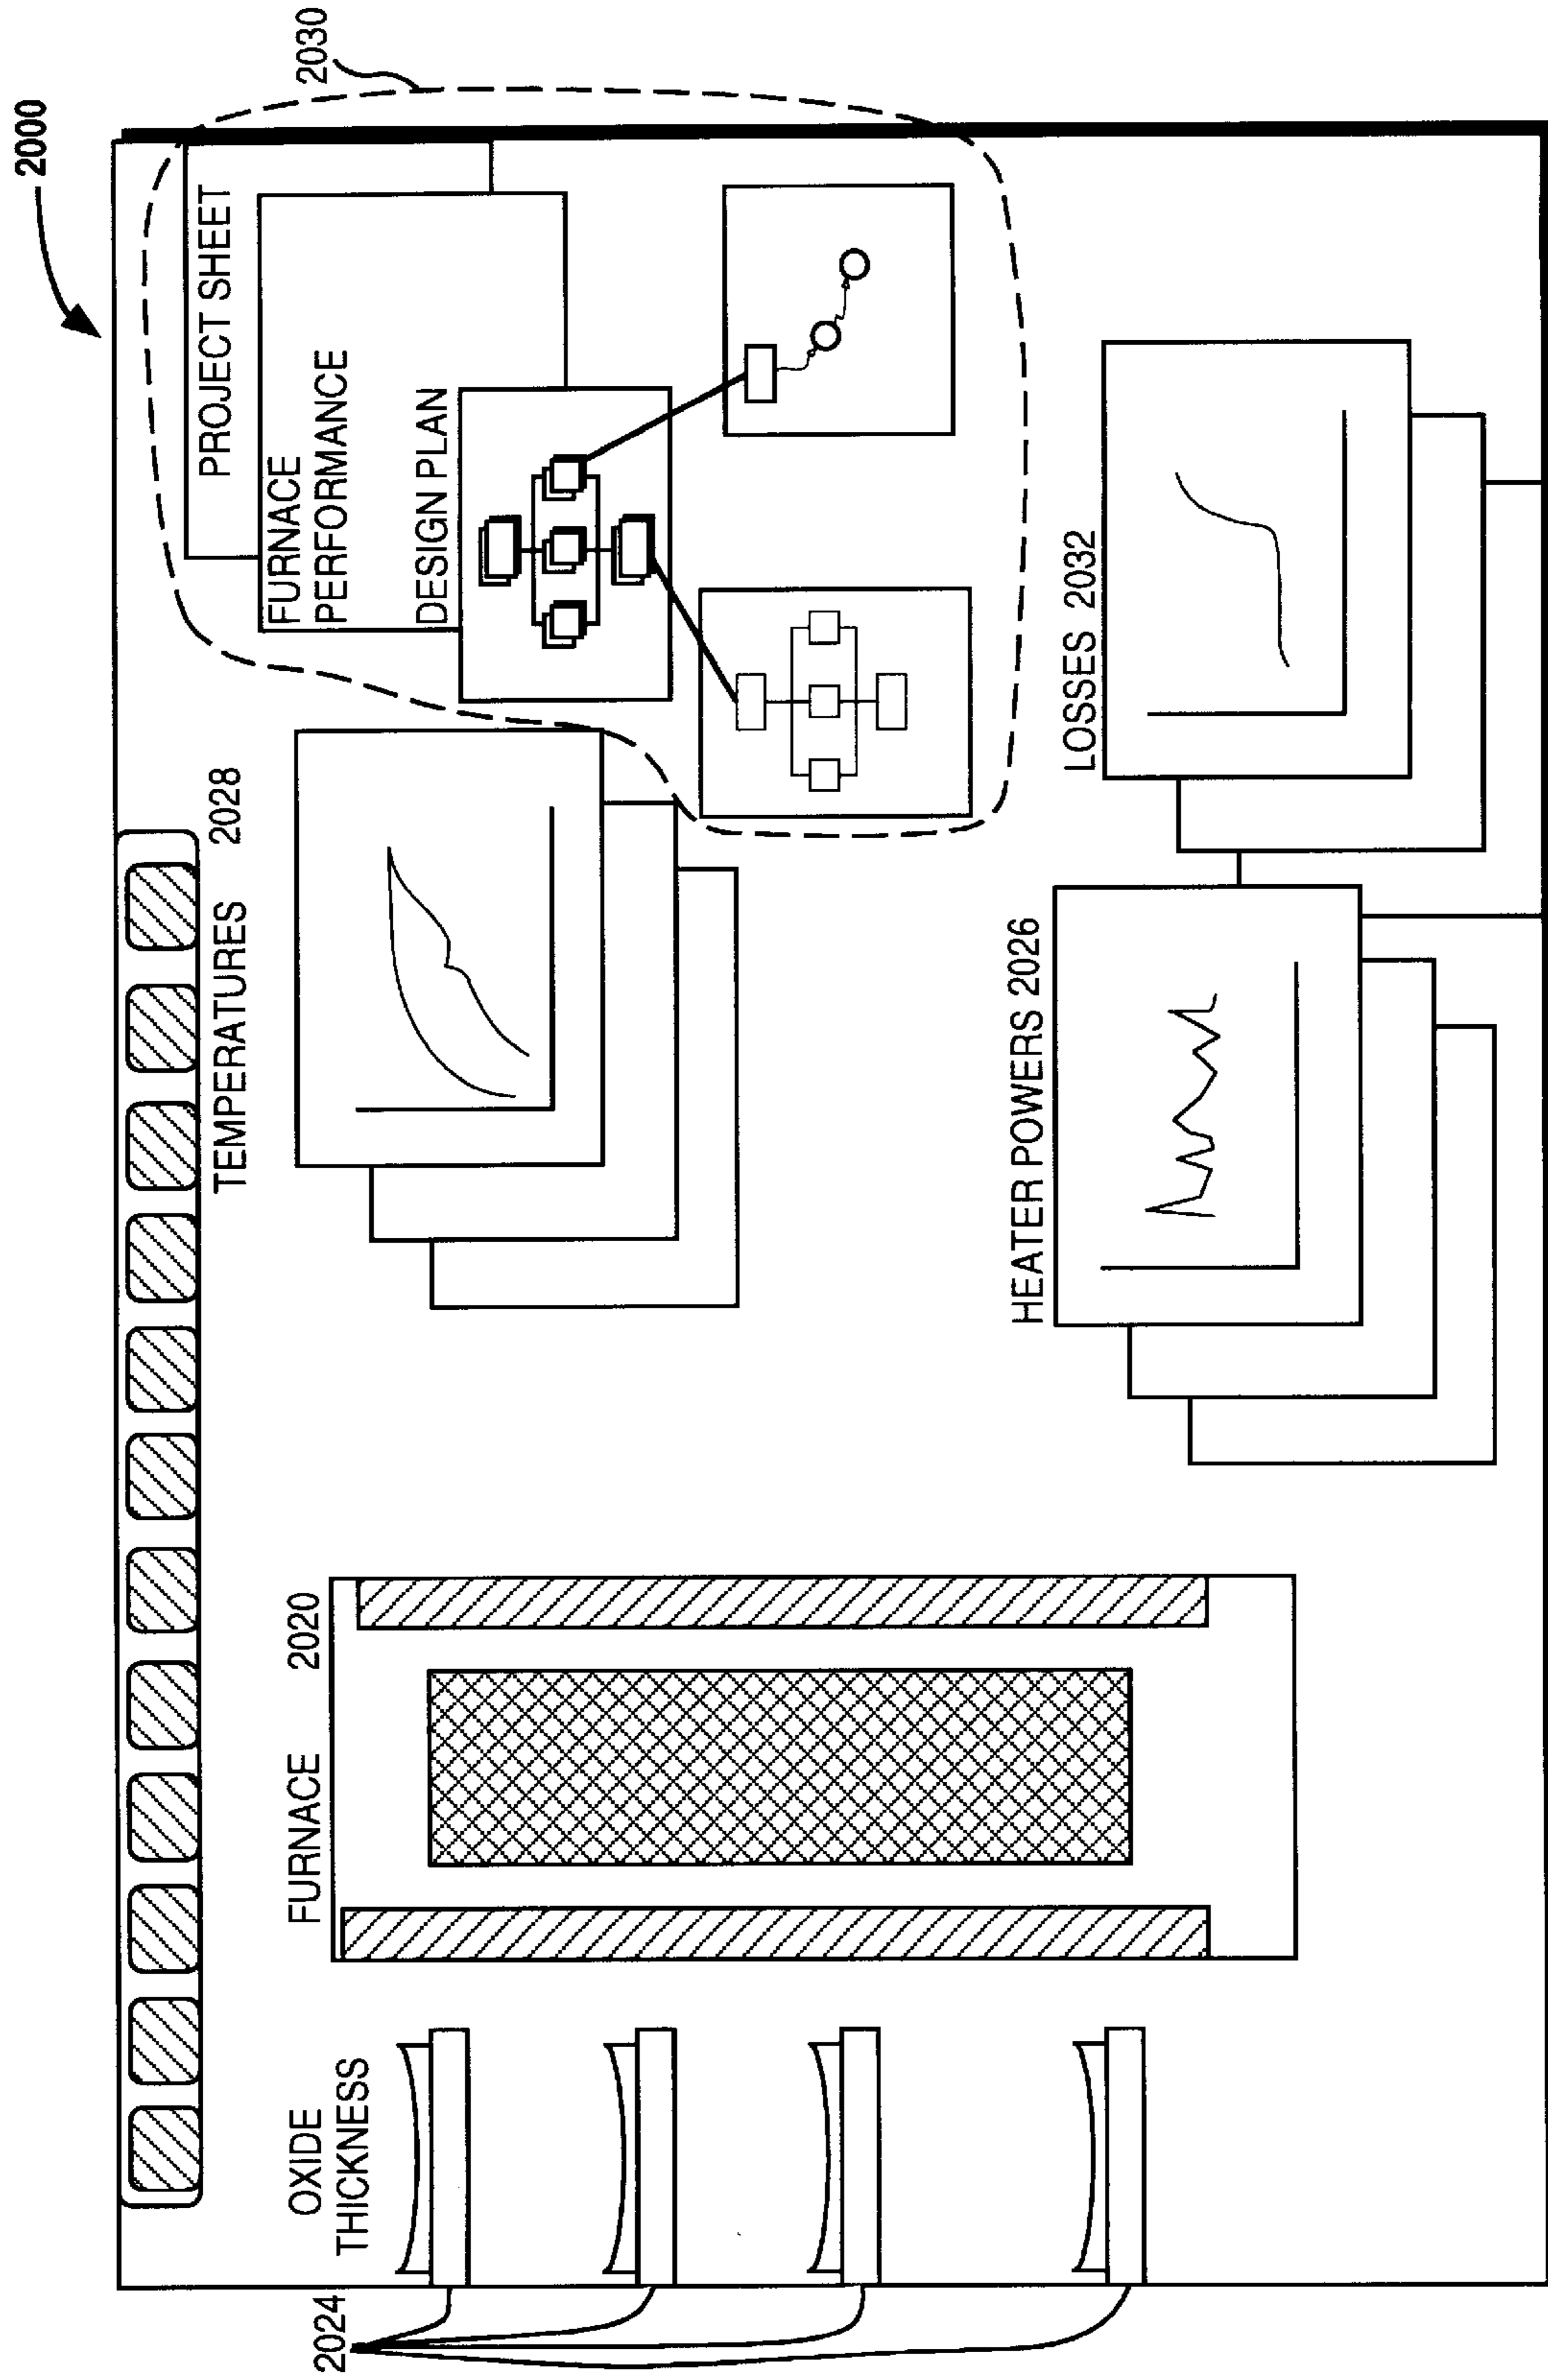 2000
2030
PROJECT SHEET
FURNACE
PERFORMANCE
DESIGN PLAN
TEMPERATURES 2028
FURNACE 2020
OXIDE
THICKNESS
2024
HEATER POWERS 2026
LOSSES 2032